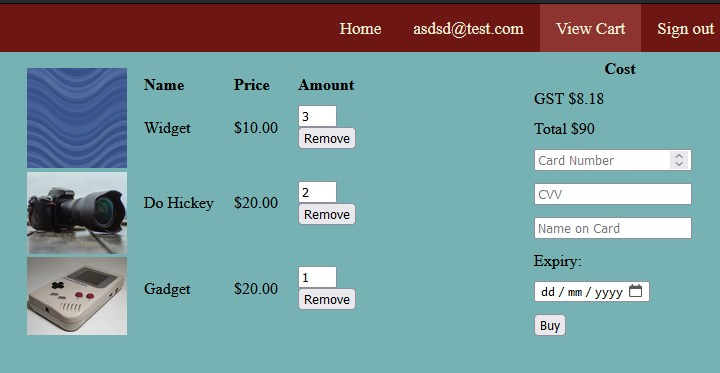 Home asdsd@test.com View Cart Sign out
Name Price Amount
Widget $10.00 3
Remove
Do Hickey $20.00 2
Remove
Gadget $20.00 1
Remove
Cost
GST $8.18
Total $90
Card Number
CVV
Name on Card
Expiry:
dd / mm / yyyy
Buy